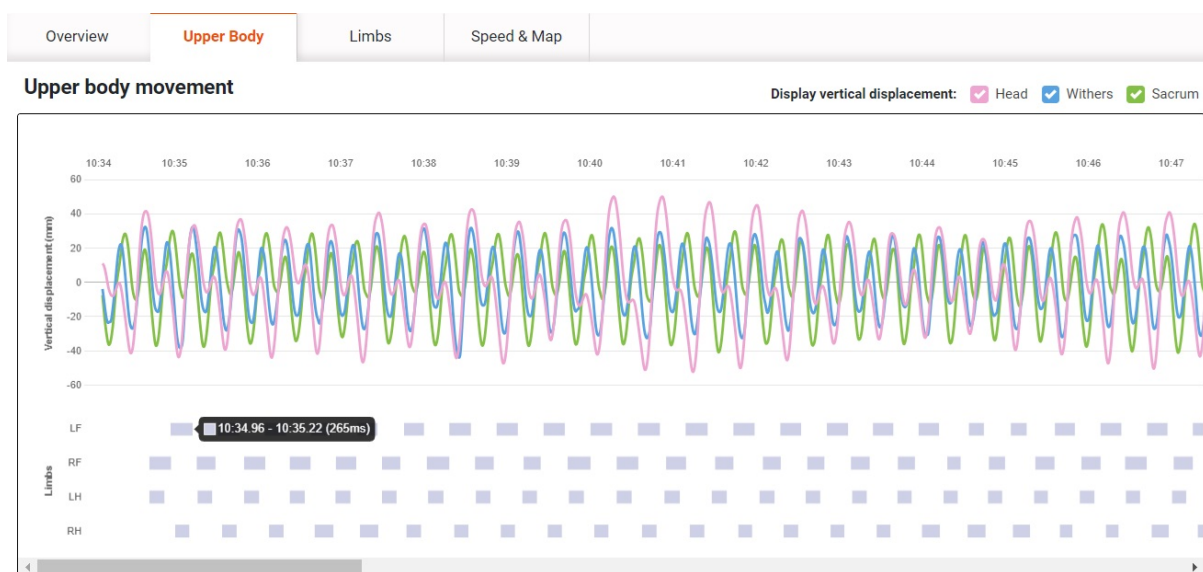 Overview Upper Body Limbs Speed & Map
Upper body movement
Display vertical displacement: Head Withers Sacrum
10:34 10:35 10:36 10:37 10:38 10:39 10:40 10:41 10:42 10:43 10:44 10:45 10:46 10:47
Vertical displacement (mm)
60
40
20
0
-20
-40
-60
Limbs
LF
10:34.96 - 10:35.22 (265ms)
RF
LH
RH